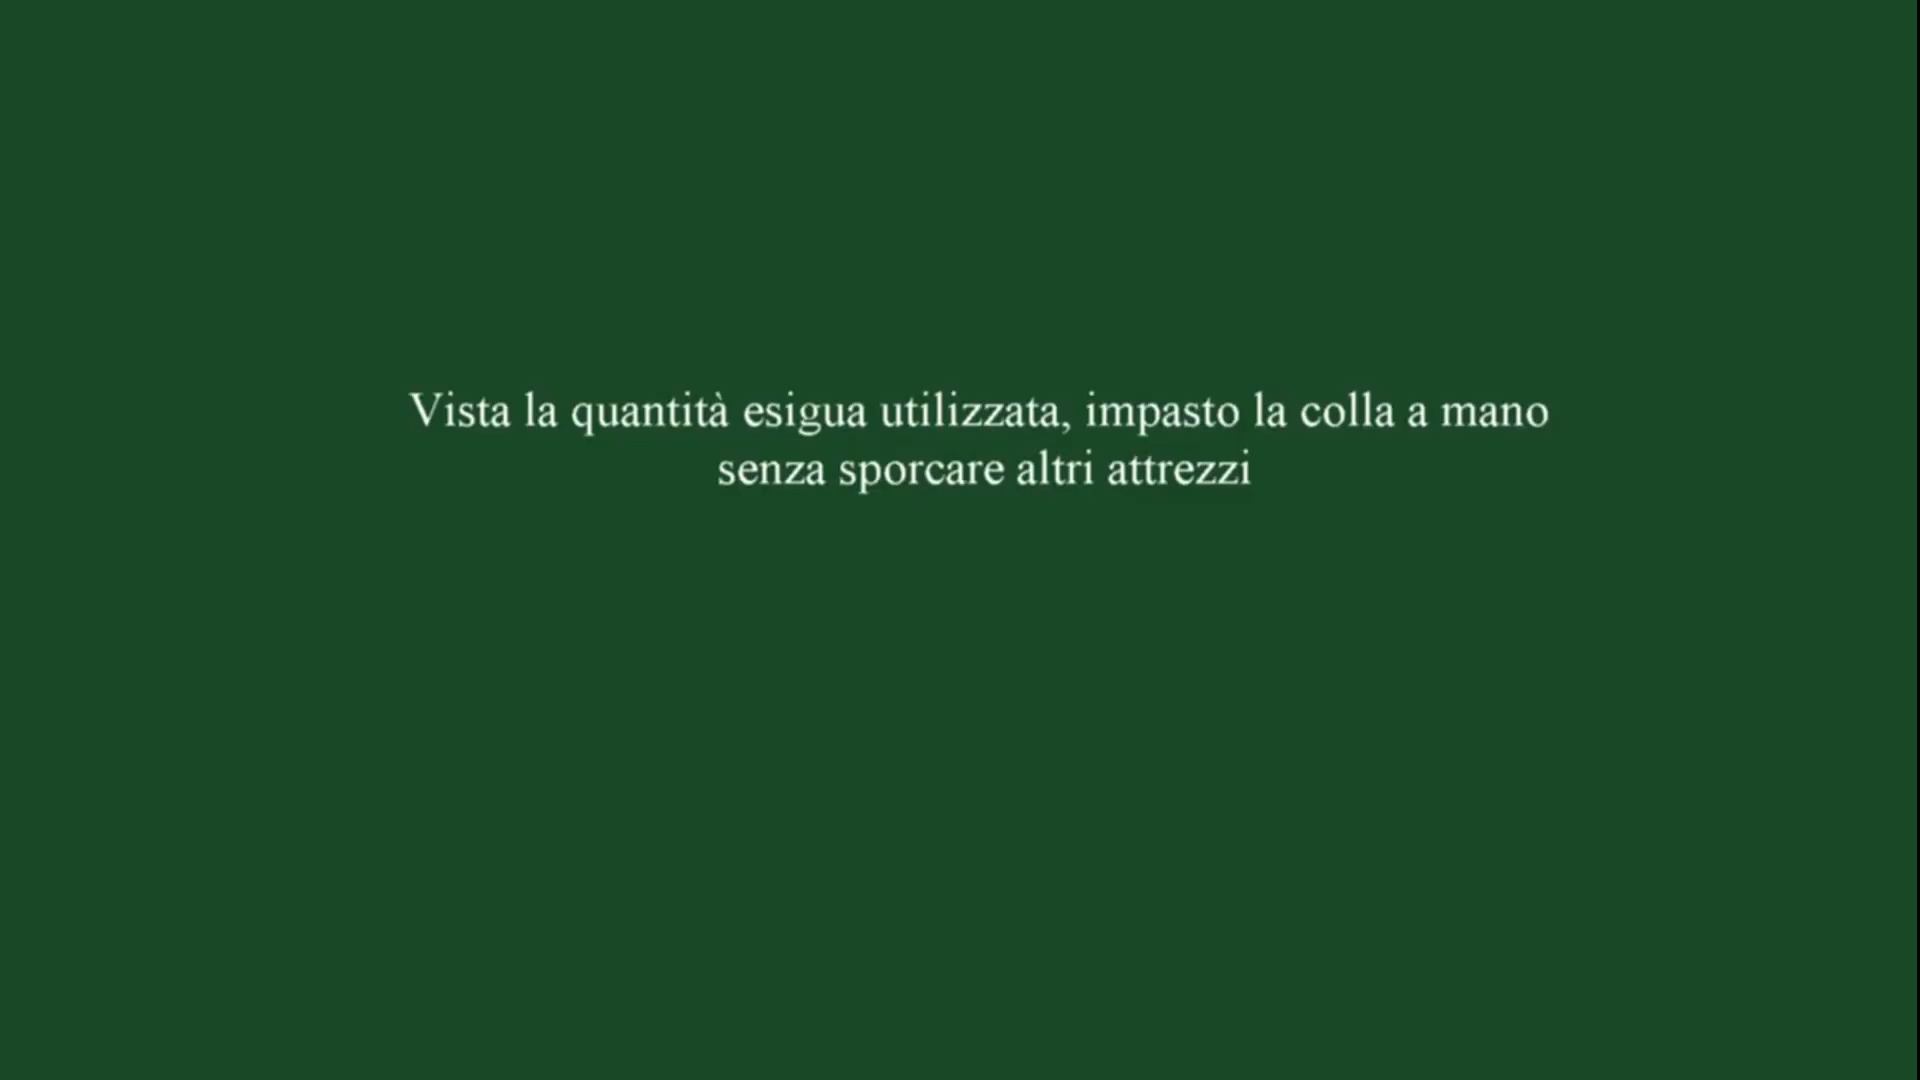 Vista la quantità esigua utilizzata, impasto la colla a mano
senza sporcare altri attrezzi